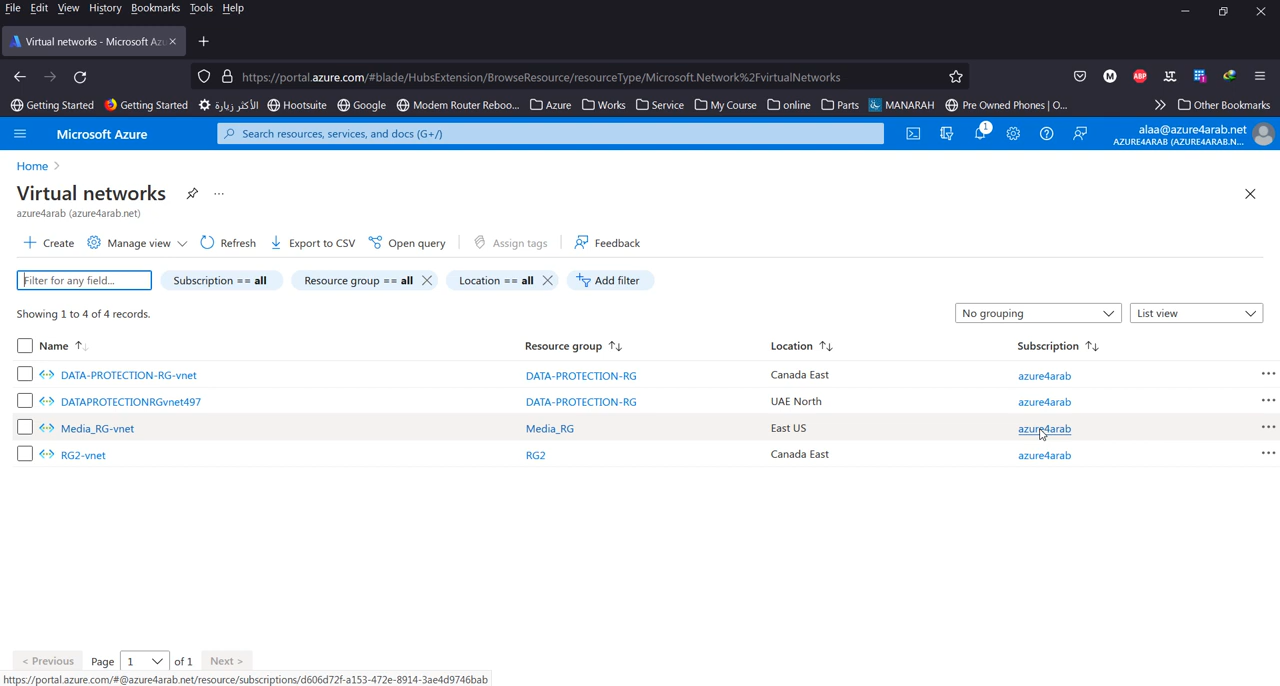 File Edit View History Bookmarks Tools Help
Virtual networks - Microsoft Azu
https://portal.azure.com/#blade/HubsExtension/BrowseResource/resourceType/Microsoft.Network%2FvirtualNetworks
Getting Started Getting Started الأكثر زيارة Hootsuite Google Modern Router Reboo... Azure Works Service My Course online Parts MANARAH Pre Owned Phones | O... Other Bookmarks
Microsoft Azure Search resources, services, and docs (G+/) 1 alaa@azure4arab.net
AZURE4ARAB (AZURE4ARAB.N...
Home >
Virtual networks ...
azure4arab (azure4arab.net)
Create Manage view Refresh Export to CSV Open query Assign tags Feedback
Filter for any field... Subscription == all Resource group == all Location == all Add filter
Showing 1 to 4 of 4 records. No grouping List view
Name Resource group Location Subscription
DATA-PROTECTION-RG-vnet DATA-PROTECTION-RG Canada East azure4arab
DATAPROTECTIONRGvnet497 DATA-PROTECTION-RG UAE North azure4arab
Media_RG-vnet Media_RG East US azure4arab
RG2-vnet RG2 Canada East azure4arab
< Previous Page 1 of 1 Next >
https://portal.azure.com/#@azure4arab.net/resource/subscriptions/d606d72f-a153-472e-8914-3ae4d9746bab